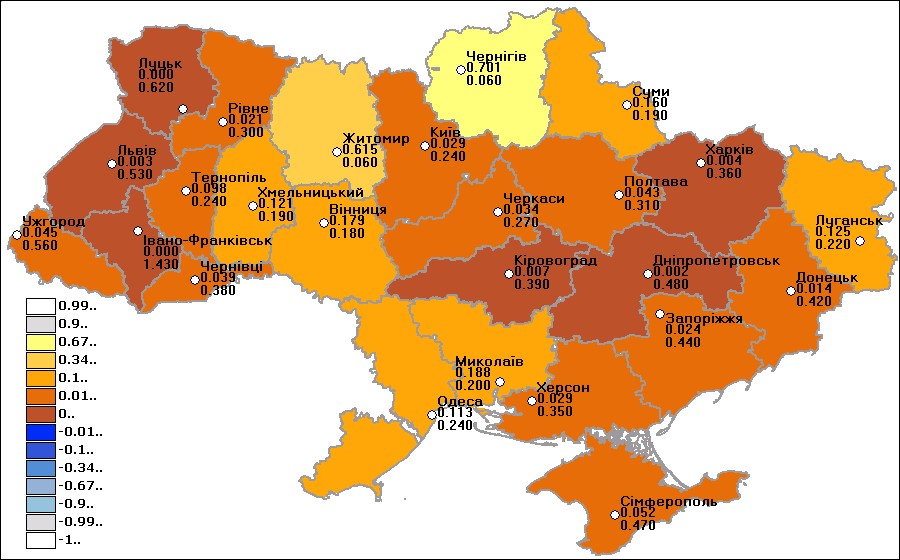 Чернігів
0.701
0.060
Луцьк
0.000
0.620
Суми
0.160
0.190
Рівне
0.021
0.300
Житомир
0.615
0.060
Київ
0.029
0.240
Львів
0.003
0.530
Харків
0.004
0.360
Тернопіль
0.098
0.240
Хмельницький
0.121
0.190
Вінниця
0.179
0.180
Черкаси
0.034
0.270
Полтава
0.043
0.310
Ужгород
0.045
0.560
Івано-Франківськ
0.000
1.430
Луганськ
0.125
0.220
Чернівці
0.039
0.380
Кіровоград
0.007
0.390
Дніпропетровськ
0.002
0.480
Донецьк
0.014
0.420
Запоріжжя
0.024
0.440
Миколаїв
0.188
0.200
Херсон
0.029
0.350
Одеса
0.113
0.240
Сімферополь
0.052
0.470
0.99..
0.9..
0.67..
0.34..
0.1..
0.01..
0..
-0.01..
-0.1..
-0.34..
-0.67..
-0.9..
-0.99..
-1..